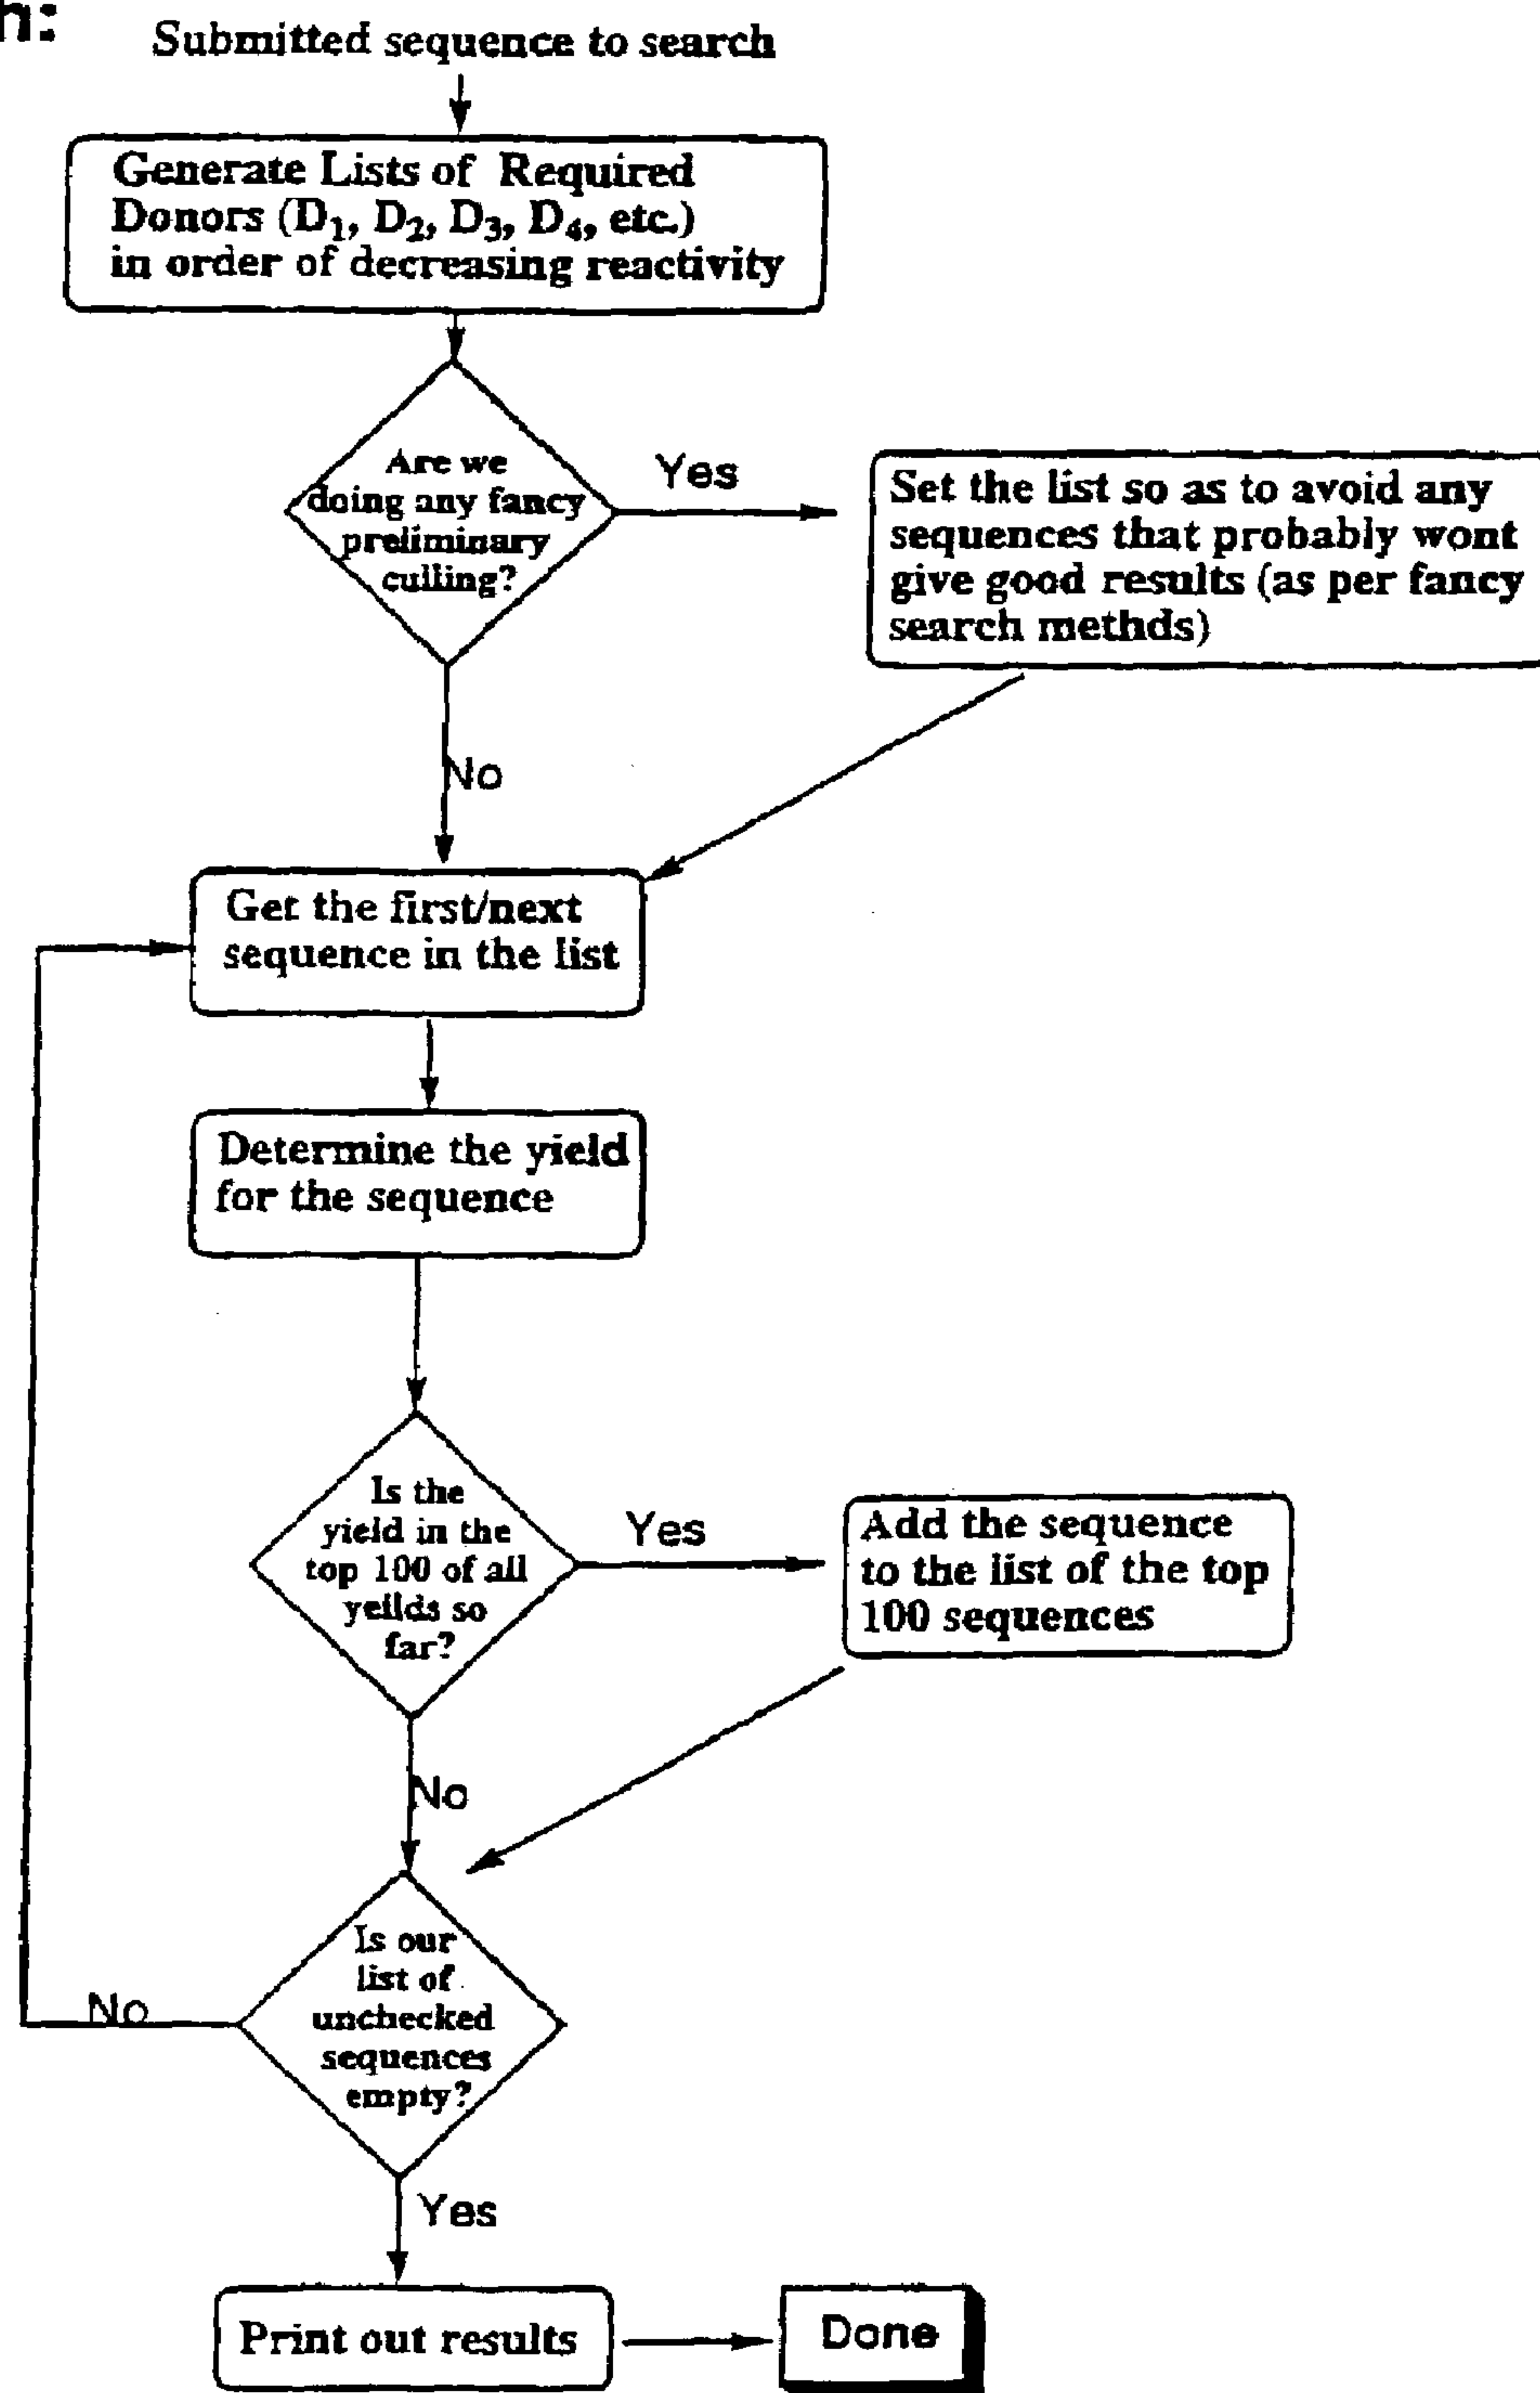 n:
Submitted sequence to search
Generate Lists of Required
Donors (D₁, D₂, D₃, D₄, etc.)
in order of decreasing reactivity
Are we
doing any fancy
preliminary
culling?
Yes
Set the list so as to avoid any
sequences that probably wont
give good results (as per fancy
search methds)
No
Get the first/next
sequence in the list
Determine the yield
for the sequence
Is the
yield in the
top 100 of all
yeilds so
far?
Yes
Add the sequence
to the list of the top
100 sequences
No
Is our
list of
unchecked
sequences
empty?
No
Yes
Print out results
Done